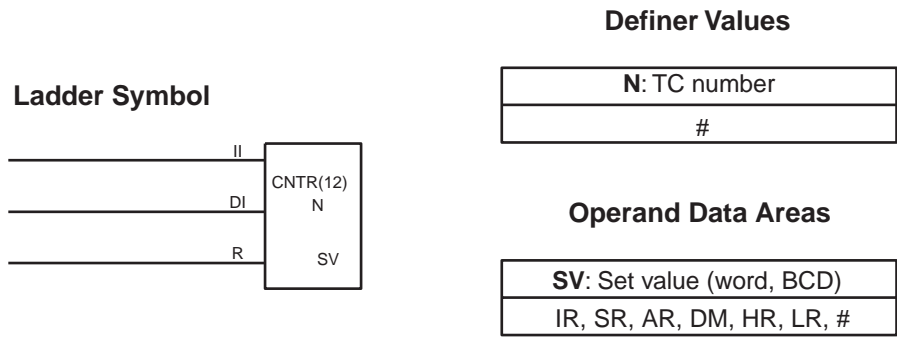 Ladder Symbol
II
CNTR(12)
DI
N
R
SV
Definer Values
N: TC number
#
Operand Data Areas
SV: Set value (word, BCD)
IR, SR, AR, DM, HR, LR, #